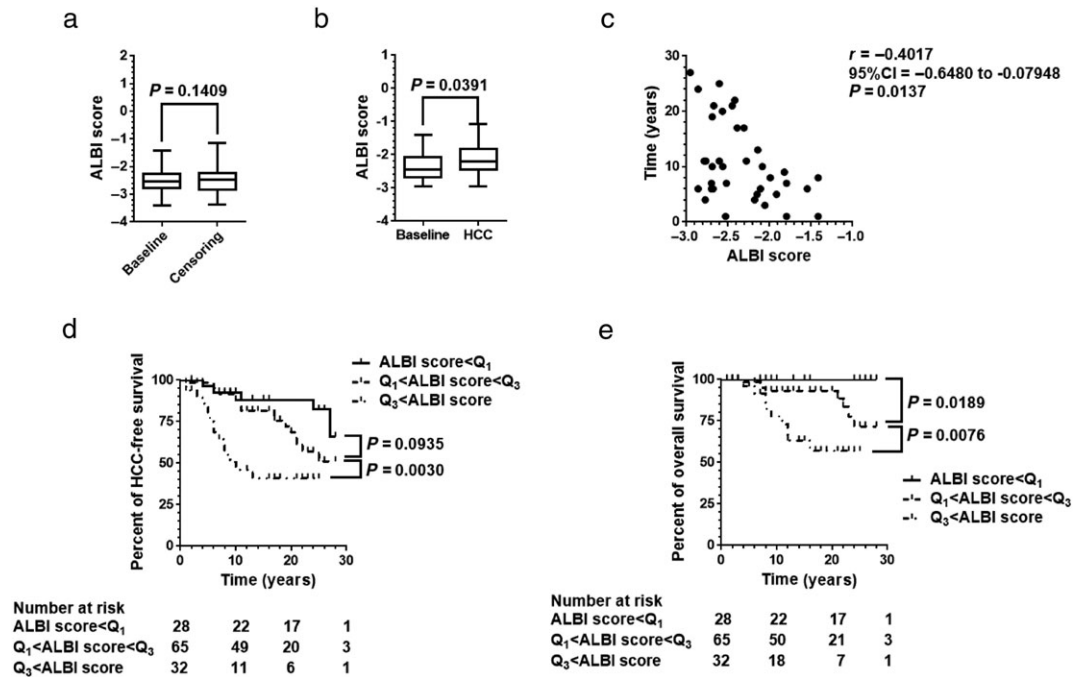 a
2
1
0
–1
–2
–3
–4
ALBI score
P = 0.1409
Baseline
Censoring
b
1
0
–1
–2
–3
–4
ALBI score
P = 0.0391
Baseline
HCC
c
r = –0.4017
95%CI = –0.6480 to -0.07948
P = 0.0137
30
20
10
0
Time (years)
–3.0 –2.5 –2.0 –1.5 –1.0
ALBI score
d
ALBI score<Q1
Q1<ALBI score<Q3
Q3<ALBI score
100
75
50
25
0
Percent of HCC-free survival
P = 0.0935
P = 0.0030
0 10 20 30
Time (years)
Number at risk
ALBI score<Q1 28 22 17 1
Q1<ALBI score<Q3 65 49 20 3
Q3<ALBI score 32 11 6 1
e
100
75
50
25
0
Percent of overall survival
P = 0.0189
P = 0.0076
ALBI score<Q1
Q1<ALBI score<Q3
Q3<ALBI score
0 10 20 30
Time (years)
Number at risk
ALBI score<Q1 28 22 17 1
Q1<ALBI score<Q3 65 50 21 3
Q3<ALBI score 32 18 7 1